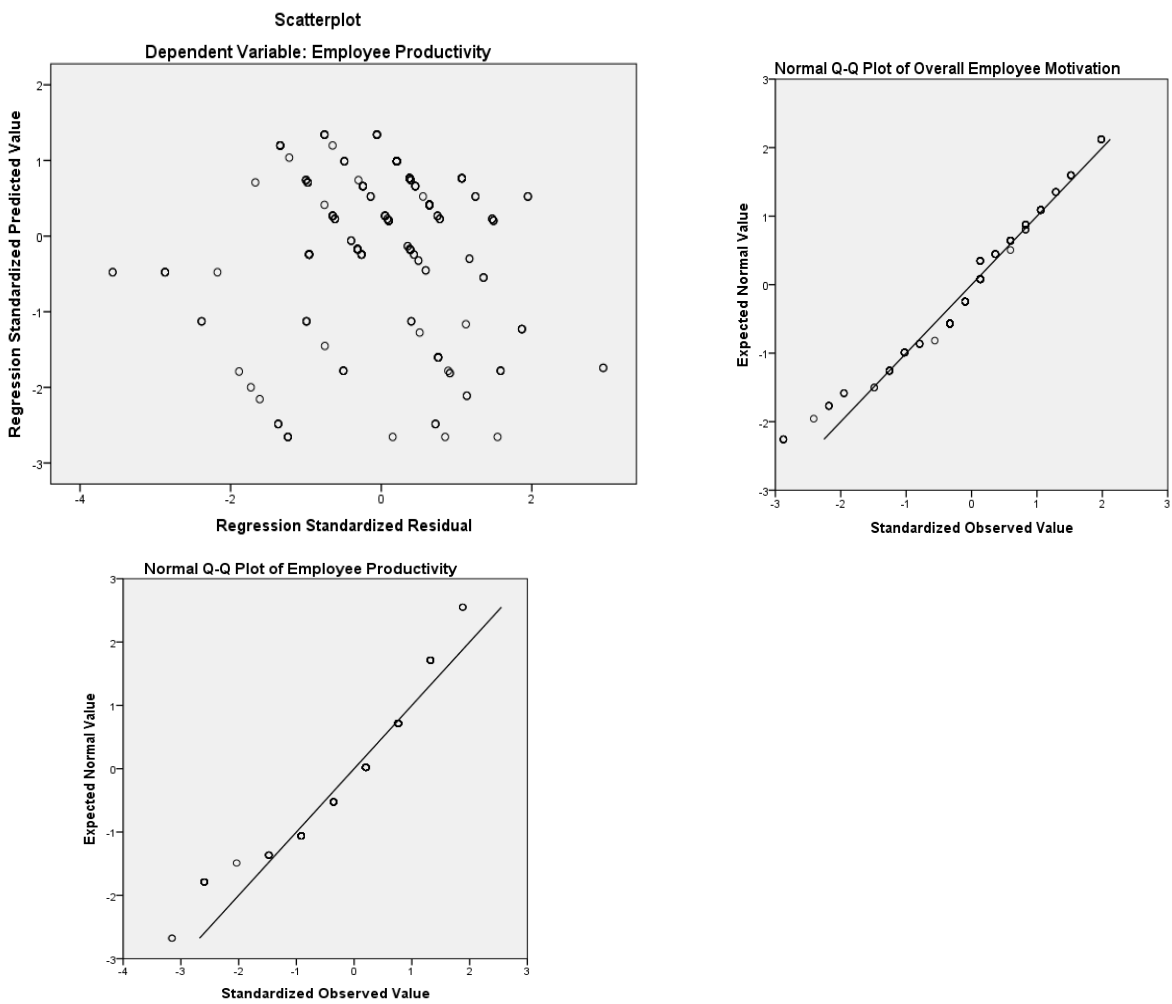 Scatterplot
Dependent Variable: Employee Productivity
Regression Standardized Predicted Value
2
1
0
-1
-2
-3
-4 -2 0 2
Regression Standardized Residual
Normal Q-Q Plot of Overall Employee Motivation
Expected Normal Value
3
2
1
0
-1
-2
-3
-3 -2 -1 0 1 2 3
Standardized Observed Value
Normal Q-Q Plot of Employee Productivity
Expected Normal Value
3
2
1
0
-1
-2
-3
-4 -3 -2 -1 0 1 2 3
Standardized Observed Value